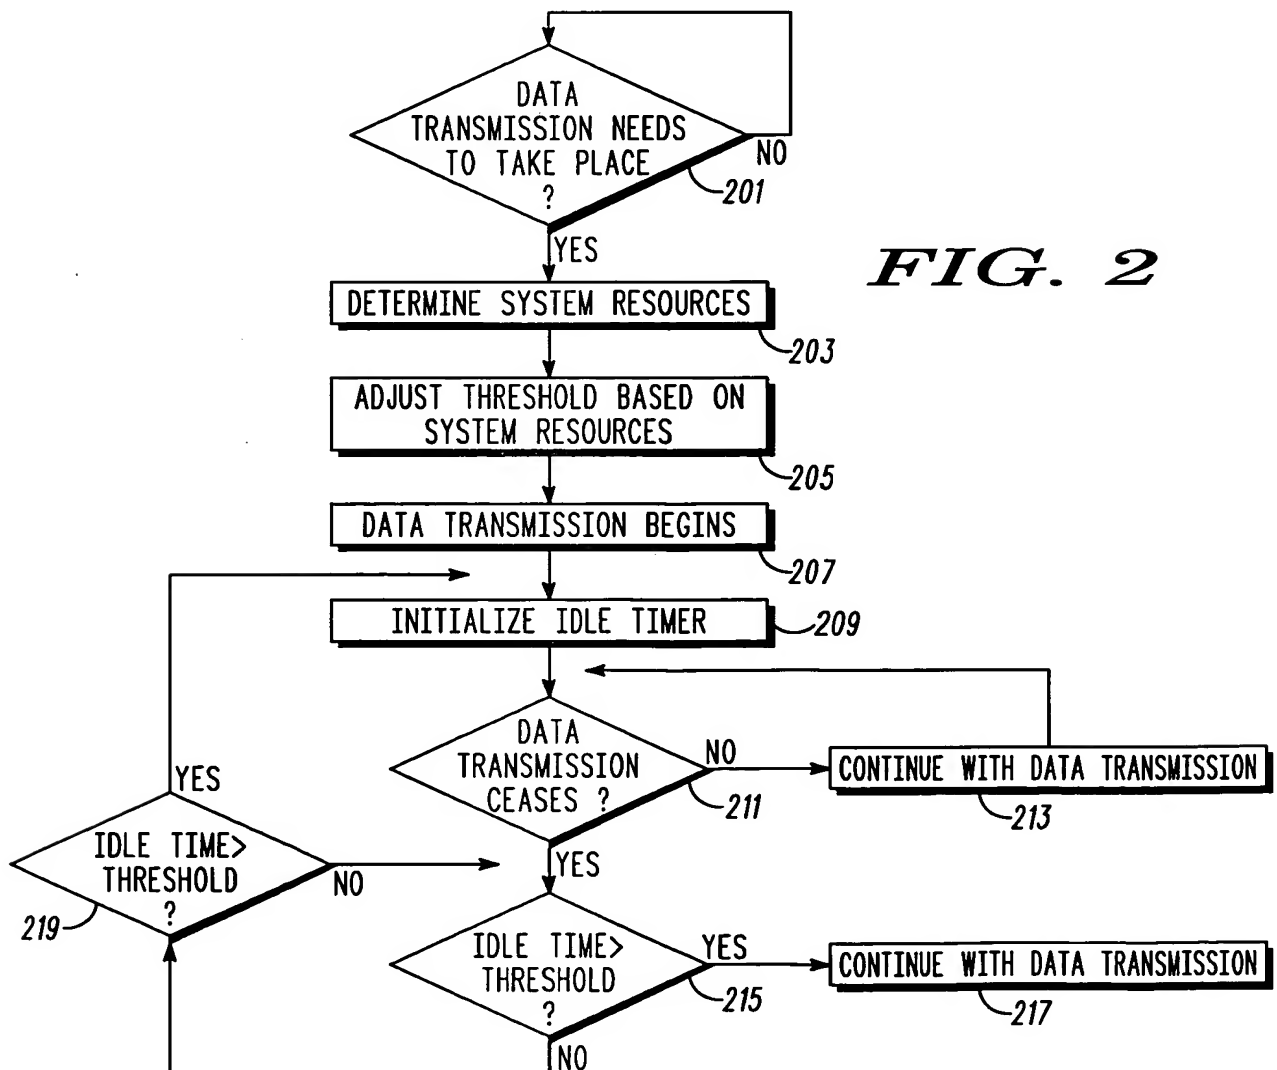 DATA
TRANSMISSION NEEDS
TO TAKE PLACE
?
NO
201
YES
FIG. 2
DETERMINE SYSTEM RESOURCES
203
ADJUST THRESHOLD BASED ON
SYSTEM RESOURCES
205
DATA TRANSMISSION BEGINS
207
INITIALIZE IDLE TIMER
209
DATA
TRANSMISSION
CEASES ?
NO
211
CONTINUE WITH DATA TRANSMISSION
213
YES
YES
IDLE TIME>
THRESHOLD
?
NO
219
IDLE TIME>
THRESHOLD
?
YES
215
CONTINUE WITH DATA TRANSMISSION
217
NO